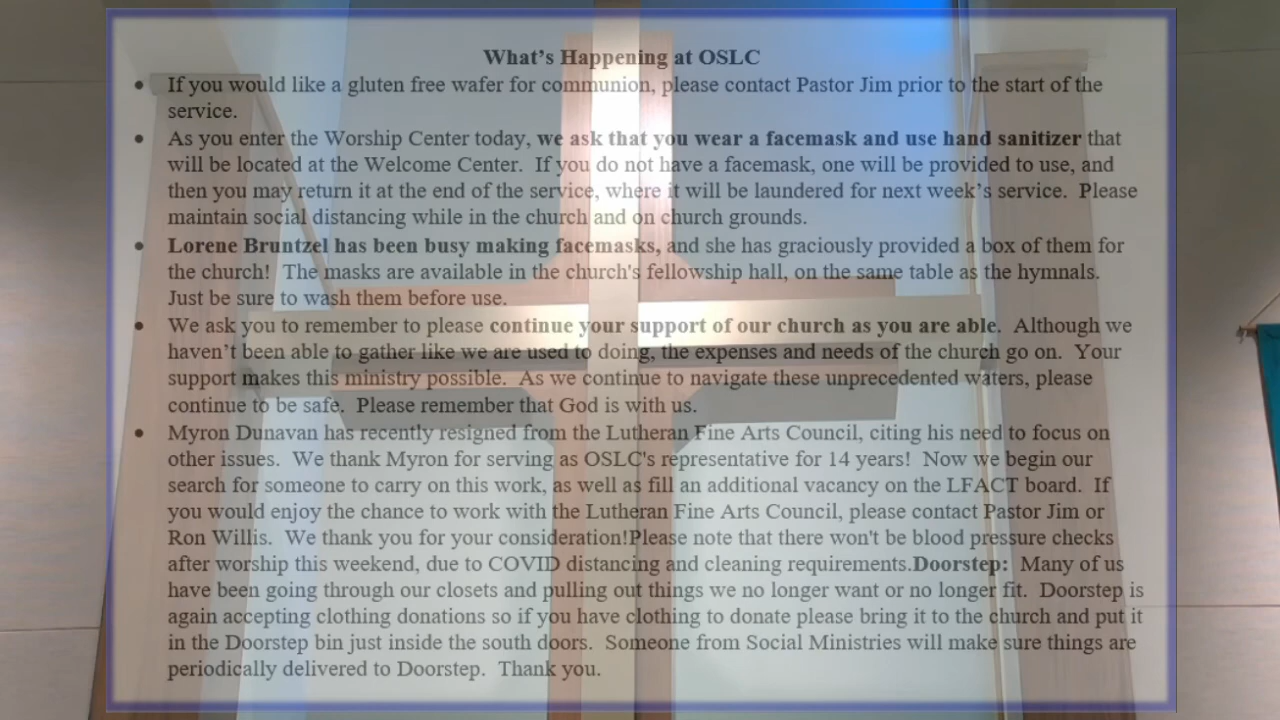 What's Happening at OSLC
• If you would like a gluten free wafer for communion, please contact Pastor Jim prior to the start of the
service.
• As you enter the Worship Center today, we ask that you wear a facemask and use hand sanitizer that
will be located at the Welcome Center.  If you do not have a facemask, one will be provided to use, and
then you may return it at the end of the service, where it will be laundered for next week's service.  Please
maintain social distancing while in the church and on church grounds.
• Lorene Bruntzel has been busy making facemasks, and she has graciously provided a box of them for
the church!  The masks are available in the church's fellowship hall, on the same table as the hymnals.
Just be sure to wash them before use.
• We ask you to remember to please continue your support of our church as you are able.  Although we
haven't been able to gather like we are used to doing, the expenses and needs of the church go on.  Your
support makes this ministry possible.  As we continue to navigate these unprecedented waters, please
continue to be safe.  Please remember that God is with us.
• Myron Dunavan has recently resigned from the Lutheran Fine Arts Council, citing his need to focus on
other issues.  We thank Myron for serving as OSLC's representative for 14 years!  Now we begin our
search for someone to carry on this work, as well as fill an additional vacancy on the LFACT board.  If
you would enjoy the chance to work with the Lutheran Fine Arts Council, please contact Pastor Jim or
Ron Willis.  We thank you for your consideration!Please note that there won't be blood pressure checks
after worship this weekend, due to COVID distancing and cleaning requirements.Doorstep:  Many of us
have been going through our closets and pulling out things we no longer want or no longer fit.  Doorstep is
again accepting clothing donations so if you have clothing to donate please bring it to the church and put it
in the Doorstep bin just inside the south doors.  Someone from Social Ministries will make sure things are
periodically delivered to Doorstep.  Thank you.